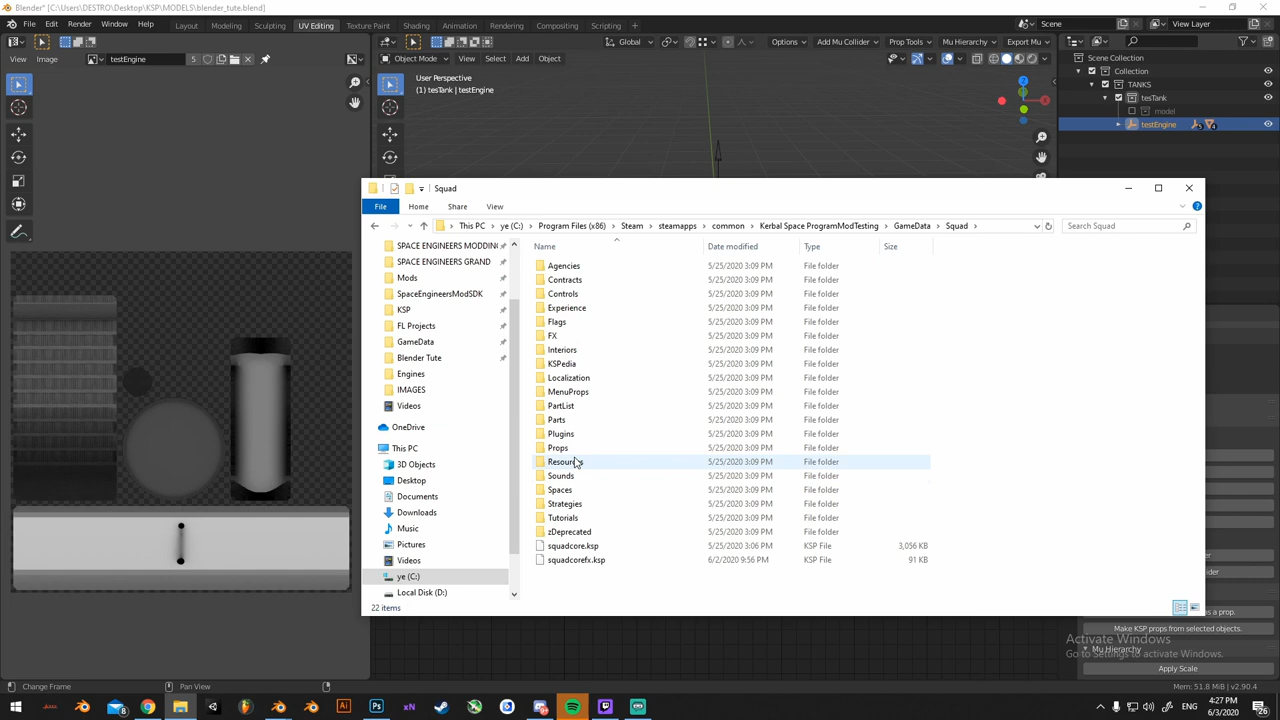 Blender* [C:\Users\DESTRO\Desktop\KSP\MODELS\blender_tute.blend]
File Edit Render Window Help Layout Modeling Sculpting UV Editing Texture Paint Shading Animation Rendering Compositing Scripting Scene View Layer
Global Options Add Mu Collider Prop Tools Mu Hierarchy Export Mu
View Image testEngine 5 Object Mode View Select Add Object
User Perspective
(1) tesTank | testEngine
Scene Collection
Collection
TANKS
tesTank
model
testEngine
Squad
File Home Share View
This PC ye (C:) Program Files (x86) Steam steamapps common Kerbal Space ProgramModTesting GameData Squad Search Squad
Name Date modified Type Size
SPACE ENGINEERS MODDING
SPACE ENGINEERS GRAND
Mods
SpaceEngineersModSDK
KSP
FL Projects
GameData
Blender Tute
Engines
IMAGES
Videos
OneDrive
This PC
3D Objects
Desktop
Documents
Downloads
Music
Pictures
Videos
ye (C:)
Local Disk (D:)
Agencies 5/25/2020 3:09 PM File folder
Contracts 5/25/2020 3:09 PM File folder
Controls 5/25/2020 3:09 PM File folder
Experience 5/25/2020 3:09 PM File folder
Flags 5/25/2020 3:09 PM File folder
FX 5/25/2020 3:09 PM File folder
Interiors 5/25/2020 3:09 PM File folder
KSPedia 5/25/2020 3:09 PM File folder
Localization 5/25/2020 3:09 PM File folder
MenuProps 5/25/2020 3:09 PM File folder
PartList 5/25/2020 3:09 PM File folder
Parts 5/25/2020 3:09 PM File folder
Plugins 5/25/2020 3:09 PM File folder
Props 5/25/2020 3:09 PM File folder
Resources 5/25/2020 3:09 PM File folder
Sounds 5/25/2020 3:09 PM File folder
Spaces 5/25/2020 3:09 PM File folder
Strategies 5/25/2020 3:09 PM File folder
Tutorials 5/25/2020 3:09 PM File folder
zDeprecated 5/25/2020 3:09 PM File folder
squadcore.ksp 5/25/2020 3:06 PM KSP File 3,056 KB
squadcorefx.ksp 6/2/2020 9:56 PM KSP File 91 KB
22 items
as a prop.
Make KSP props from selected objects.
Activate Windows
Mu Hierarchy
Go to Settings to activate Windows.
Apply Scale
Change Frame Pan View Mem: 51.8 MiB | v2.90.4
ENG 4:27 PM
6/3/2020